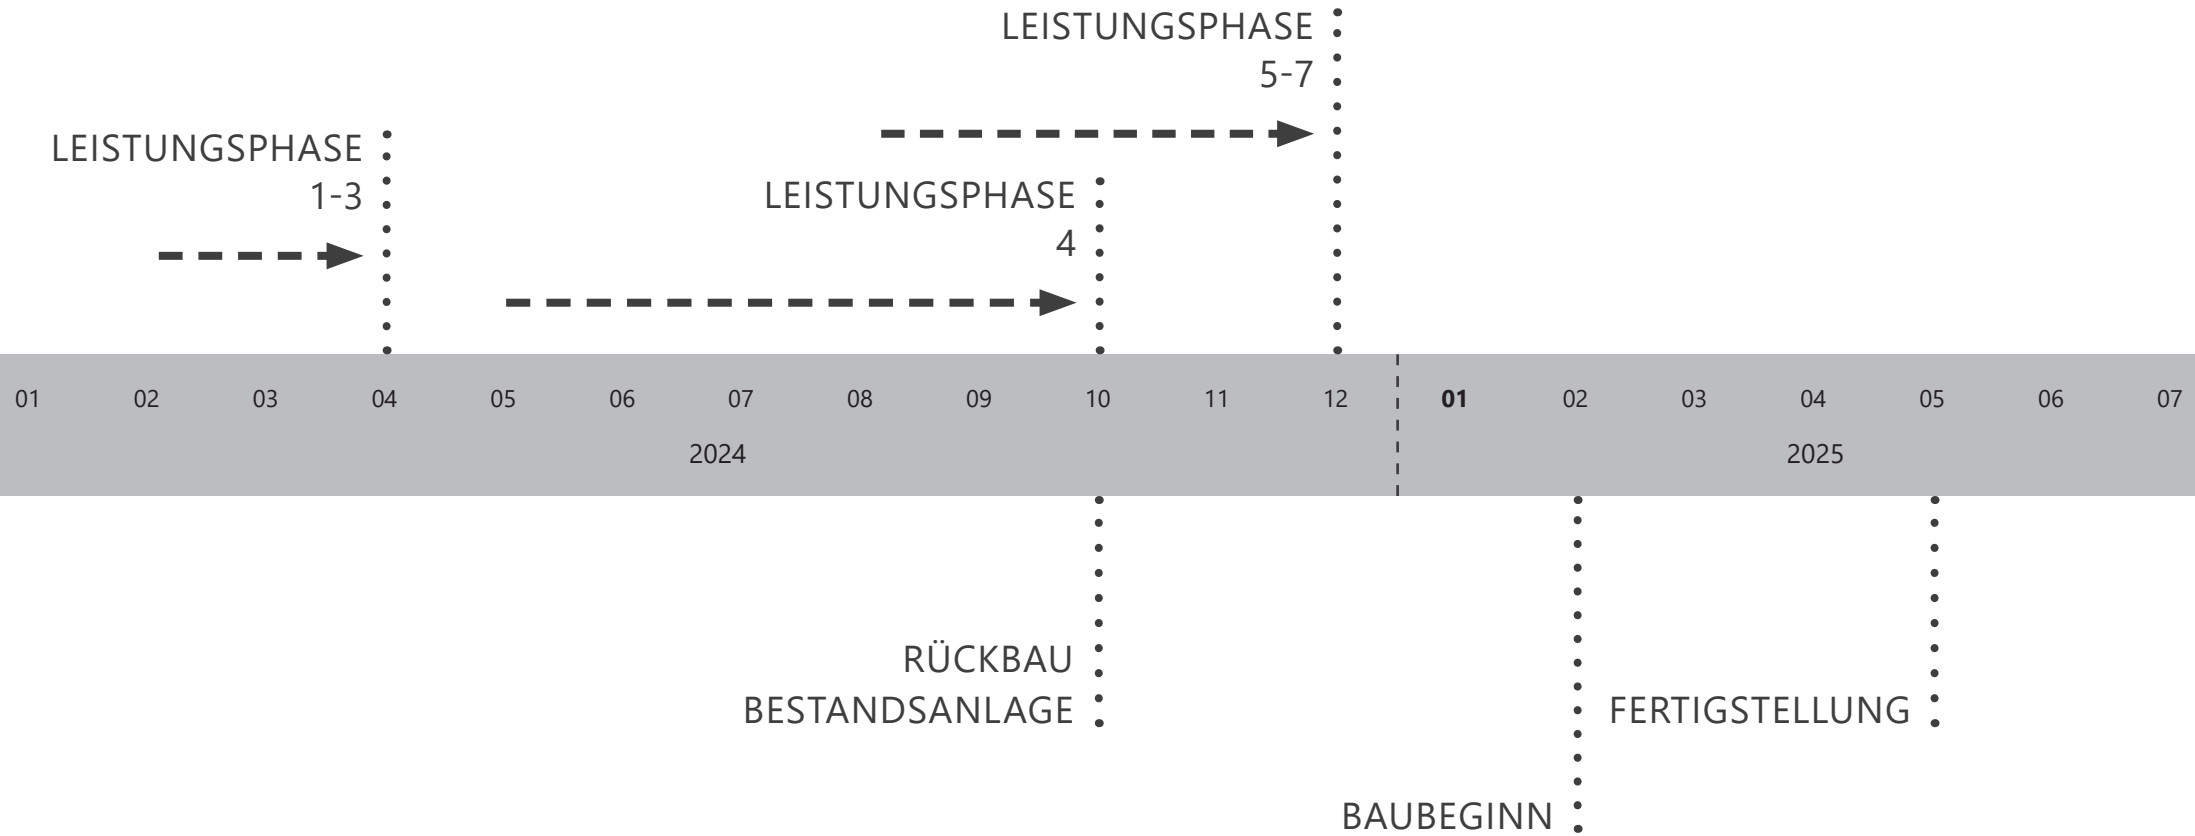 LEISTUNGSPHASE
5-7
LEISTUNGSPHASE
1-3
LEISTUNGSPHASE
4
01 02 03 04 05 06 07 08 09 10 11 12 01 02 03 04 05 06 07
2024 2025
RÜCKBAU
BESTANDSANLAGE
FERTIGSTELLUNG
BAUBEGINN